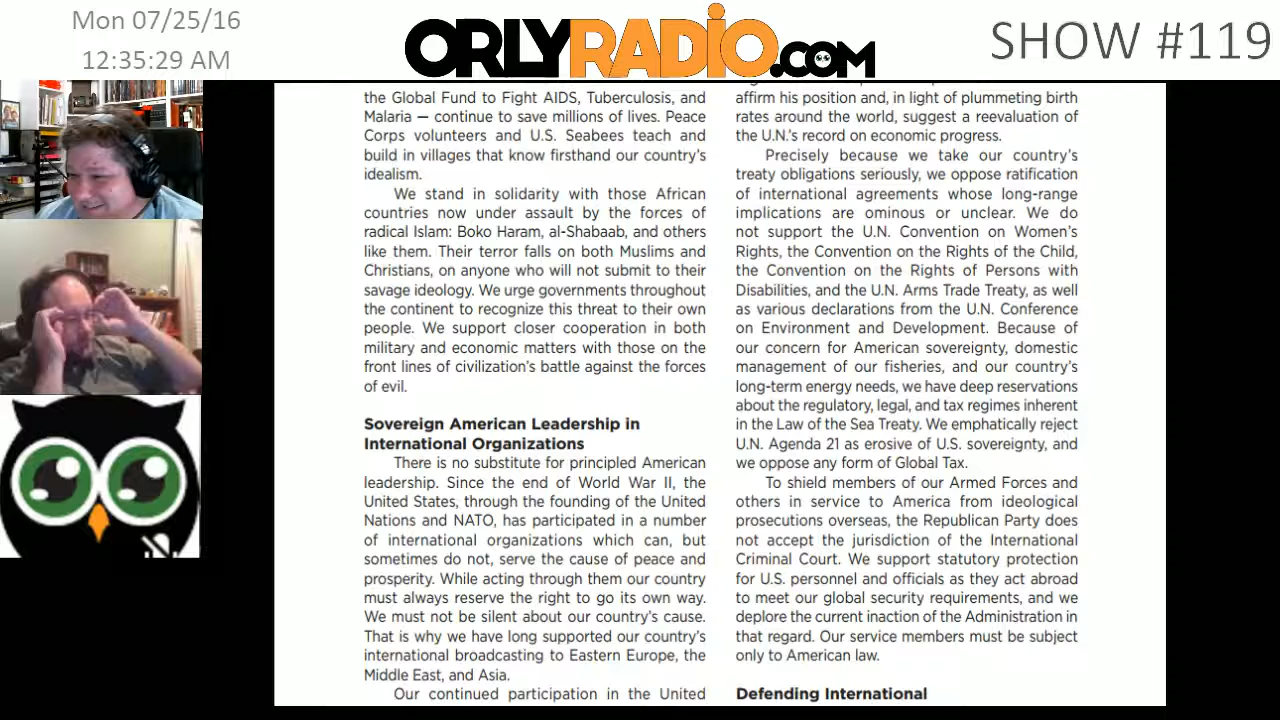 Mon 07/25/16
12:35:29 AM
ORLYRADiO.COM
SHOW #119
the Global Fund to Fight AIDS, Tuberculosis, and
Malaria — continue to save millions of lives. Peace
Corps volunteers and U.S. Seabees teach and
build in villages that know firsthand our country's
idealism.
We stand in solidarity with those African
countries now under assault by the forces of
radical Islam: Boko Haram, al-Shabaab, and others
like them. Their terror falls on both Muslims and
Christians, on anyone who will not submit to their
savage ideology. We urge governments throughout
the continent to recognize this threat to their own
people. We support closer cooperation in both
military and economic matters with those on the
front lines of civilization's battle against the forces
of evil.
Sovereign American Leadership in
International Organizations
There is no substitute for principled American
leadership. Since the end of World War II, the
United States, through the founding of the United
Nations and NATO, has participated in a number
of international organizations which can, but
sometimes do not, serve the cause of peace and
prosperity. While acting through them our country
must always reserve the right to go its own way.
We must not be silent about our country's cause.
That is why we have long supported our country's
international broadcasting to Eastern Europe, the
Middle East, and Asia.
Our continued participation in the United
affirm his position and, in light of plummeting birth
rates around the world, suggest a reevaluation of
the U.N.'s record on economic progress.
Precisely because we take our country's
treaty obligations seriously, we oppose ratification
of international agreements whose long-range
implications are ominous or unclear. We do
not support the U.N. Convention on Women's
Rights, the Convention on the Rights of the Child,
the Convention on the Rights of Persons with
Disabilities, and the U.N. Arms Trade Treaty, as well
as various declarations from the U.N. Conference
on Environment and Development. Because of
our concern for American sovereignty, domestic
management of our fisheries, and our country's
long-term energy needs, we have deep reservations
about the regulatory, legal, and tax regimes inherent
in the Law of the Sea Treaty. We emphatically reject
U.N. Agenda 21 as erosive of U.S. sovereignty, and
we oppose any form of Global Tax.
To shield members of our Armed Forces and
others in service to America from ideological
prosecutions overseas, the Republican Party does
not accept the jurisdiction of the International
Criminal Court. We support statutory protection
for U.S. personnel and officials as they act abroad
to meet our global security requirements, and we
deplore the current inaction of the Administration in
that regard. Our service members must be subject
only to American law.
Defending International